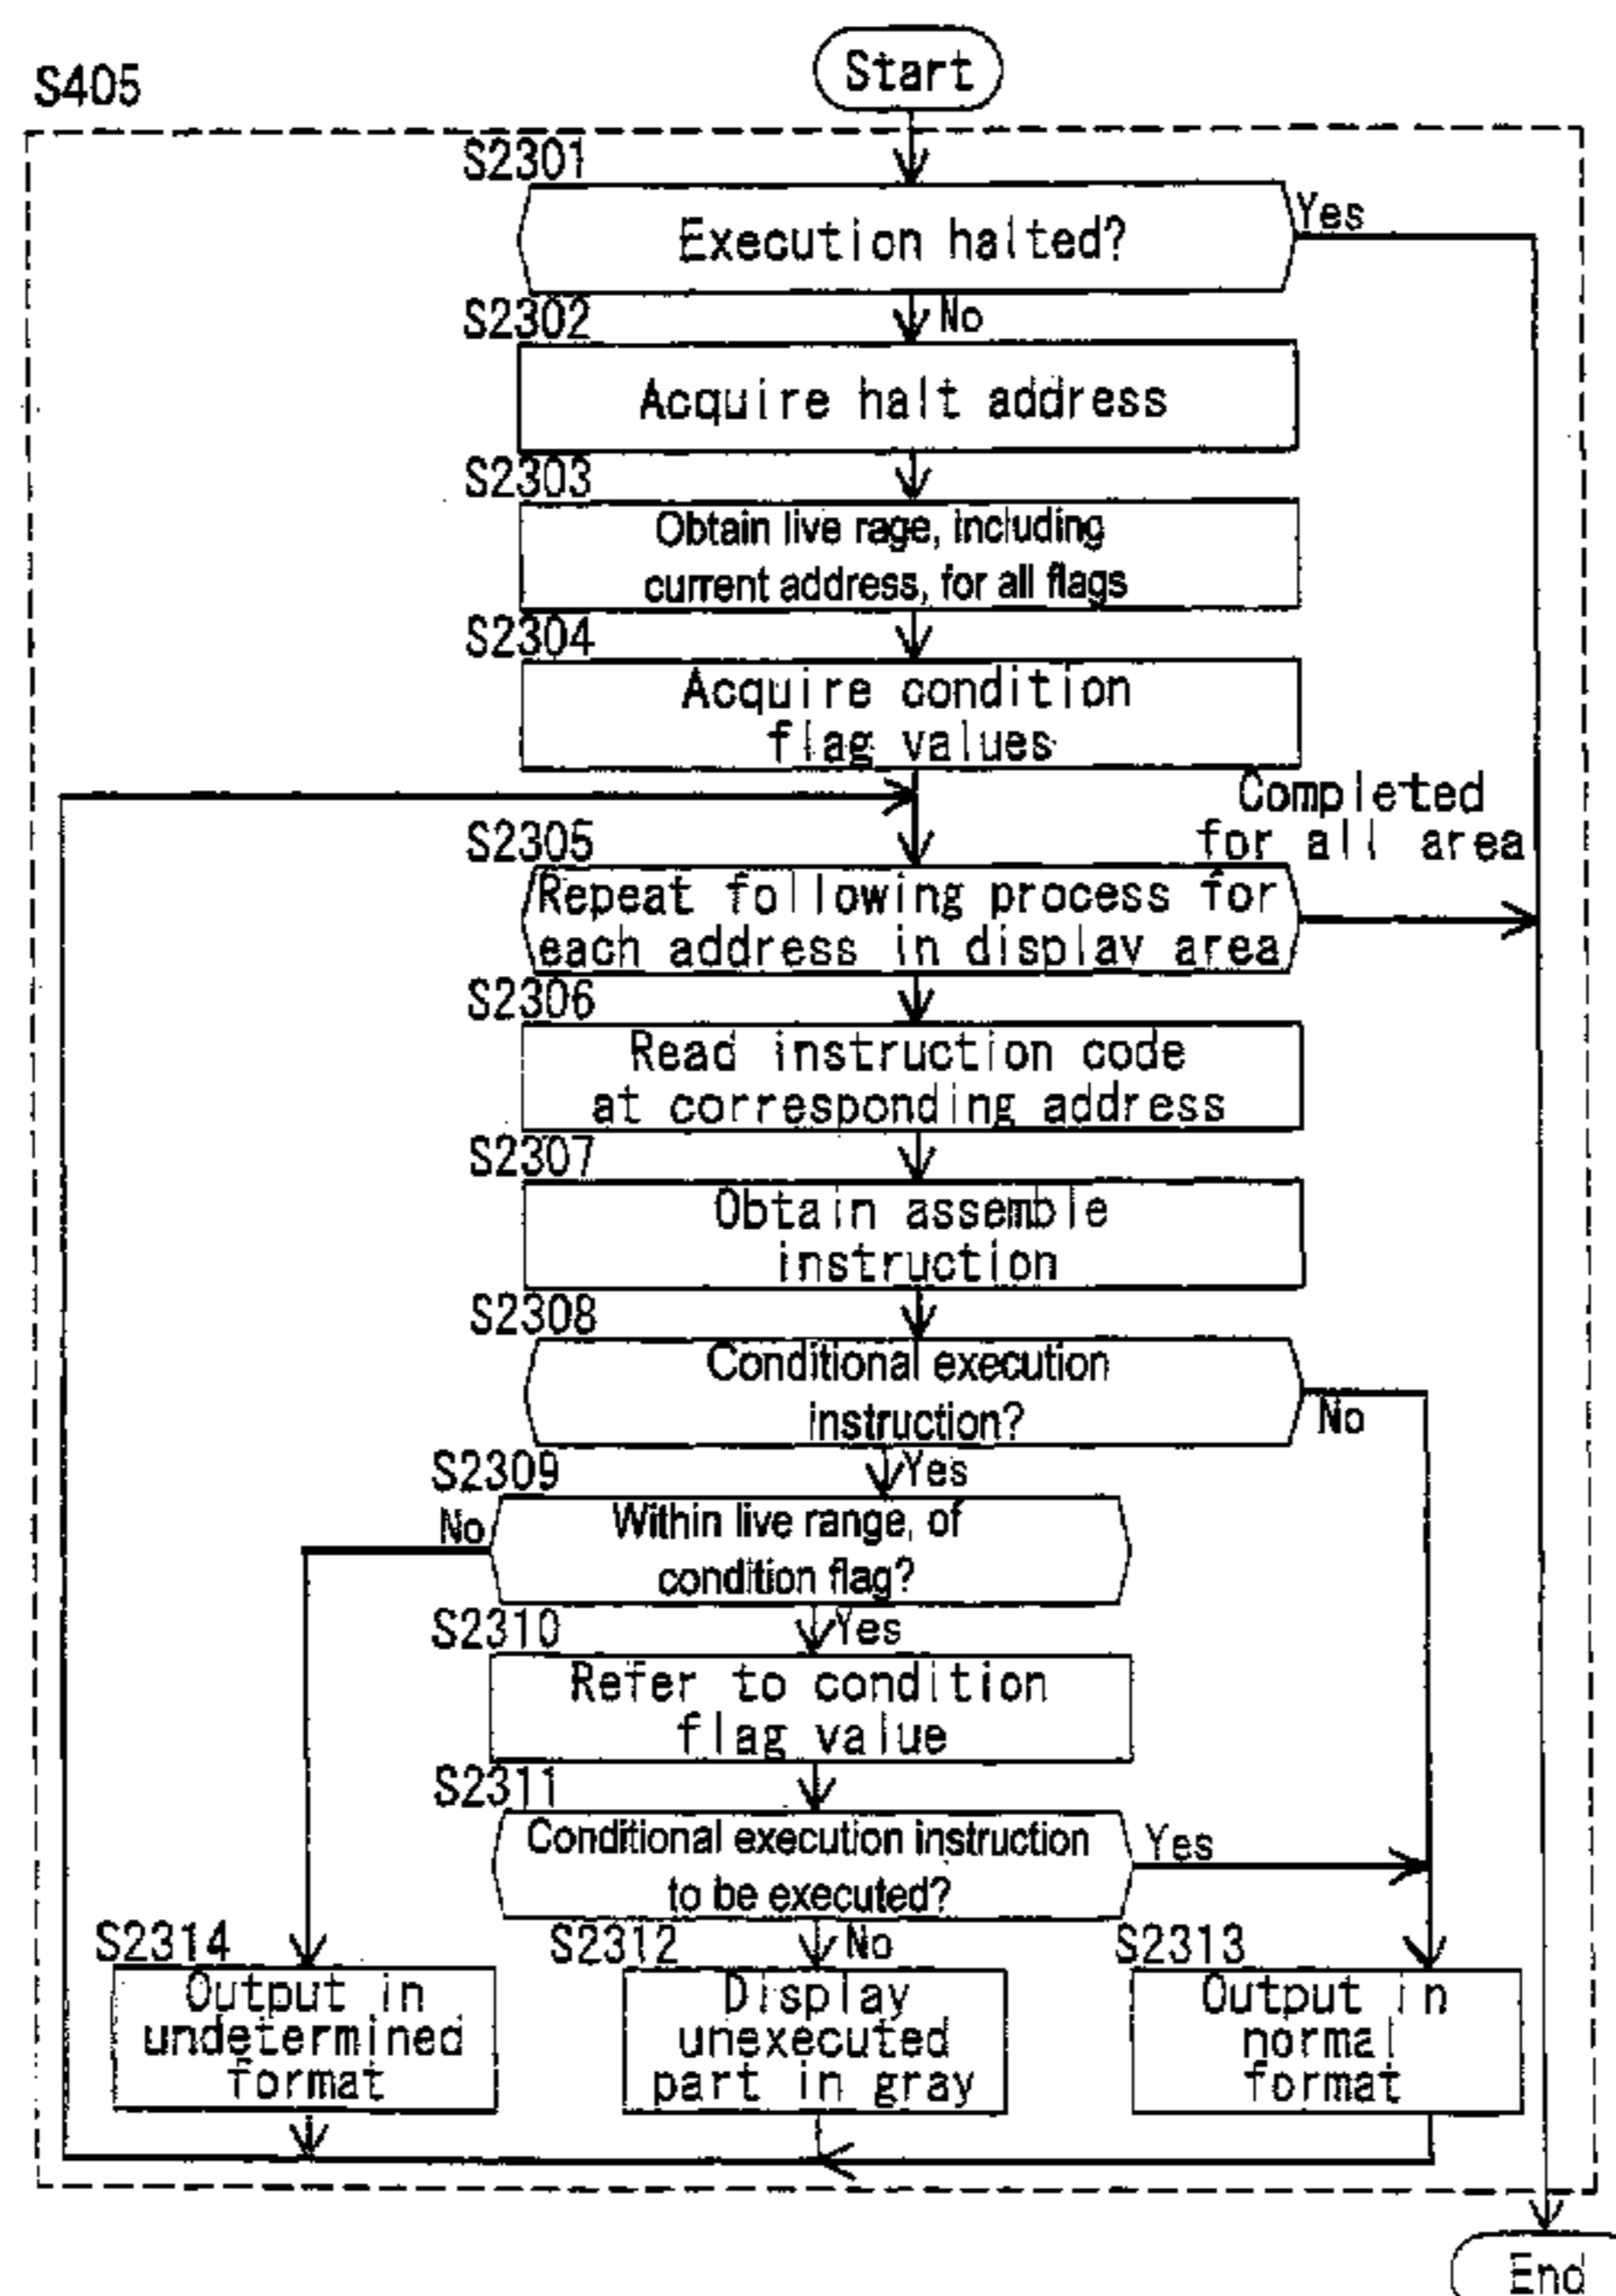 Start
S405
S2301
Execution halted?
Yes
S2302
No
Acquire halt address
S2303
Obtain live rage, including
current address, for all flags
S2304
Acquire condition
flag values
Completed
for all area
S2305
Repeat following process for
each address in display area
S2306
Read instruction code
at corresponding address
S2307
Obtain assemble
instruction
S2308
Conditional execution
instruction?
No
S2309
Yes
No
Within live range, of
condition flag?
S2310
Yes
Refer to condition
flag value
S2311
Conditional execution instruction
to be executed?
Yes
S2314
S2312
No
S2313
Output in
undetermined
format
Display
unexecuted
part in gray
Output in
normal
format
End